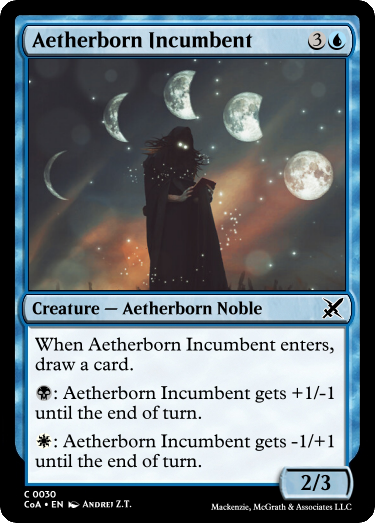 Aetherborn Incumbent 3
Creature — Aetherborn Noble
When Aetherborn Incumbent enters,
draw a card.
: Aetherborn Incumbent gets +1/-1
until the end of turn.
: Aetherborn Incumbent gets -1/+1
until the end of turn.
2/3
C 0030
CoA • EN Andrej Z.T.
Mackenzie, McGrath & Associates LLC